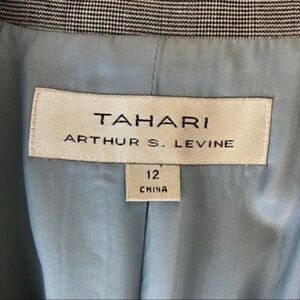 TAHARI
ARTHUR S. LEVINE
12
CHINA